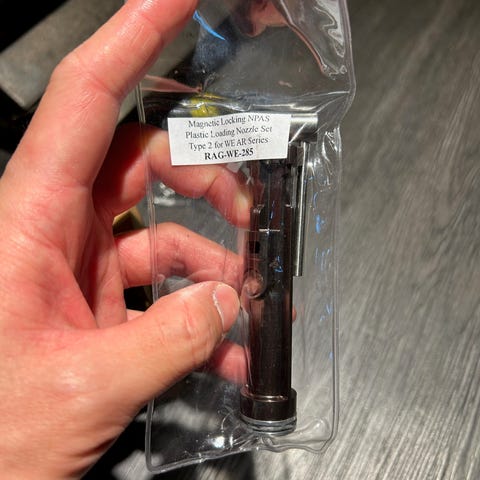 Magnetic Locking NPAS
Plastic Loading Nozzle Set
Type 2 for WE AR Series
RAG-WE-285